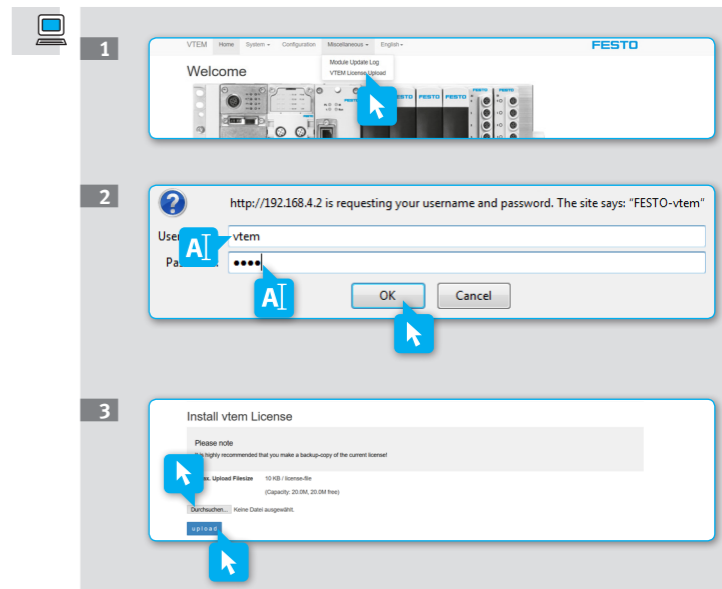 1
VTEM Home System Configuration Miscellaneous English FESTO
Module Update Log
VTEM License Upload
Welcome
FESTO FESTO FESTO
2
http://192.168.4.2 is requesting your username and password. The site says: "FESTO-vtem"
vtem
A
••••
A
OK Cancel
3
Install vtem License
Please note
highly recommended that you make a backup-copy of the current license!
Upload Filesize 10 KB / license-file
(Capacity: 20.0M, 20.0M free)
Durchsuchen... Keine Datei ausgewählt.
upload